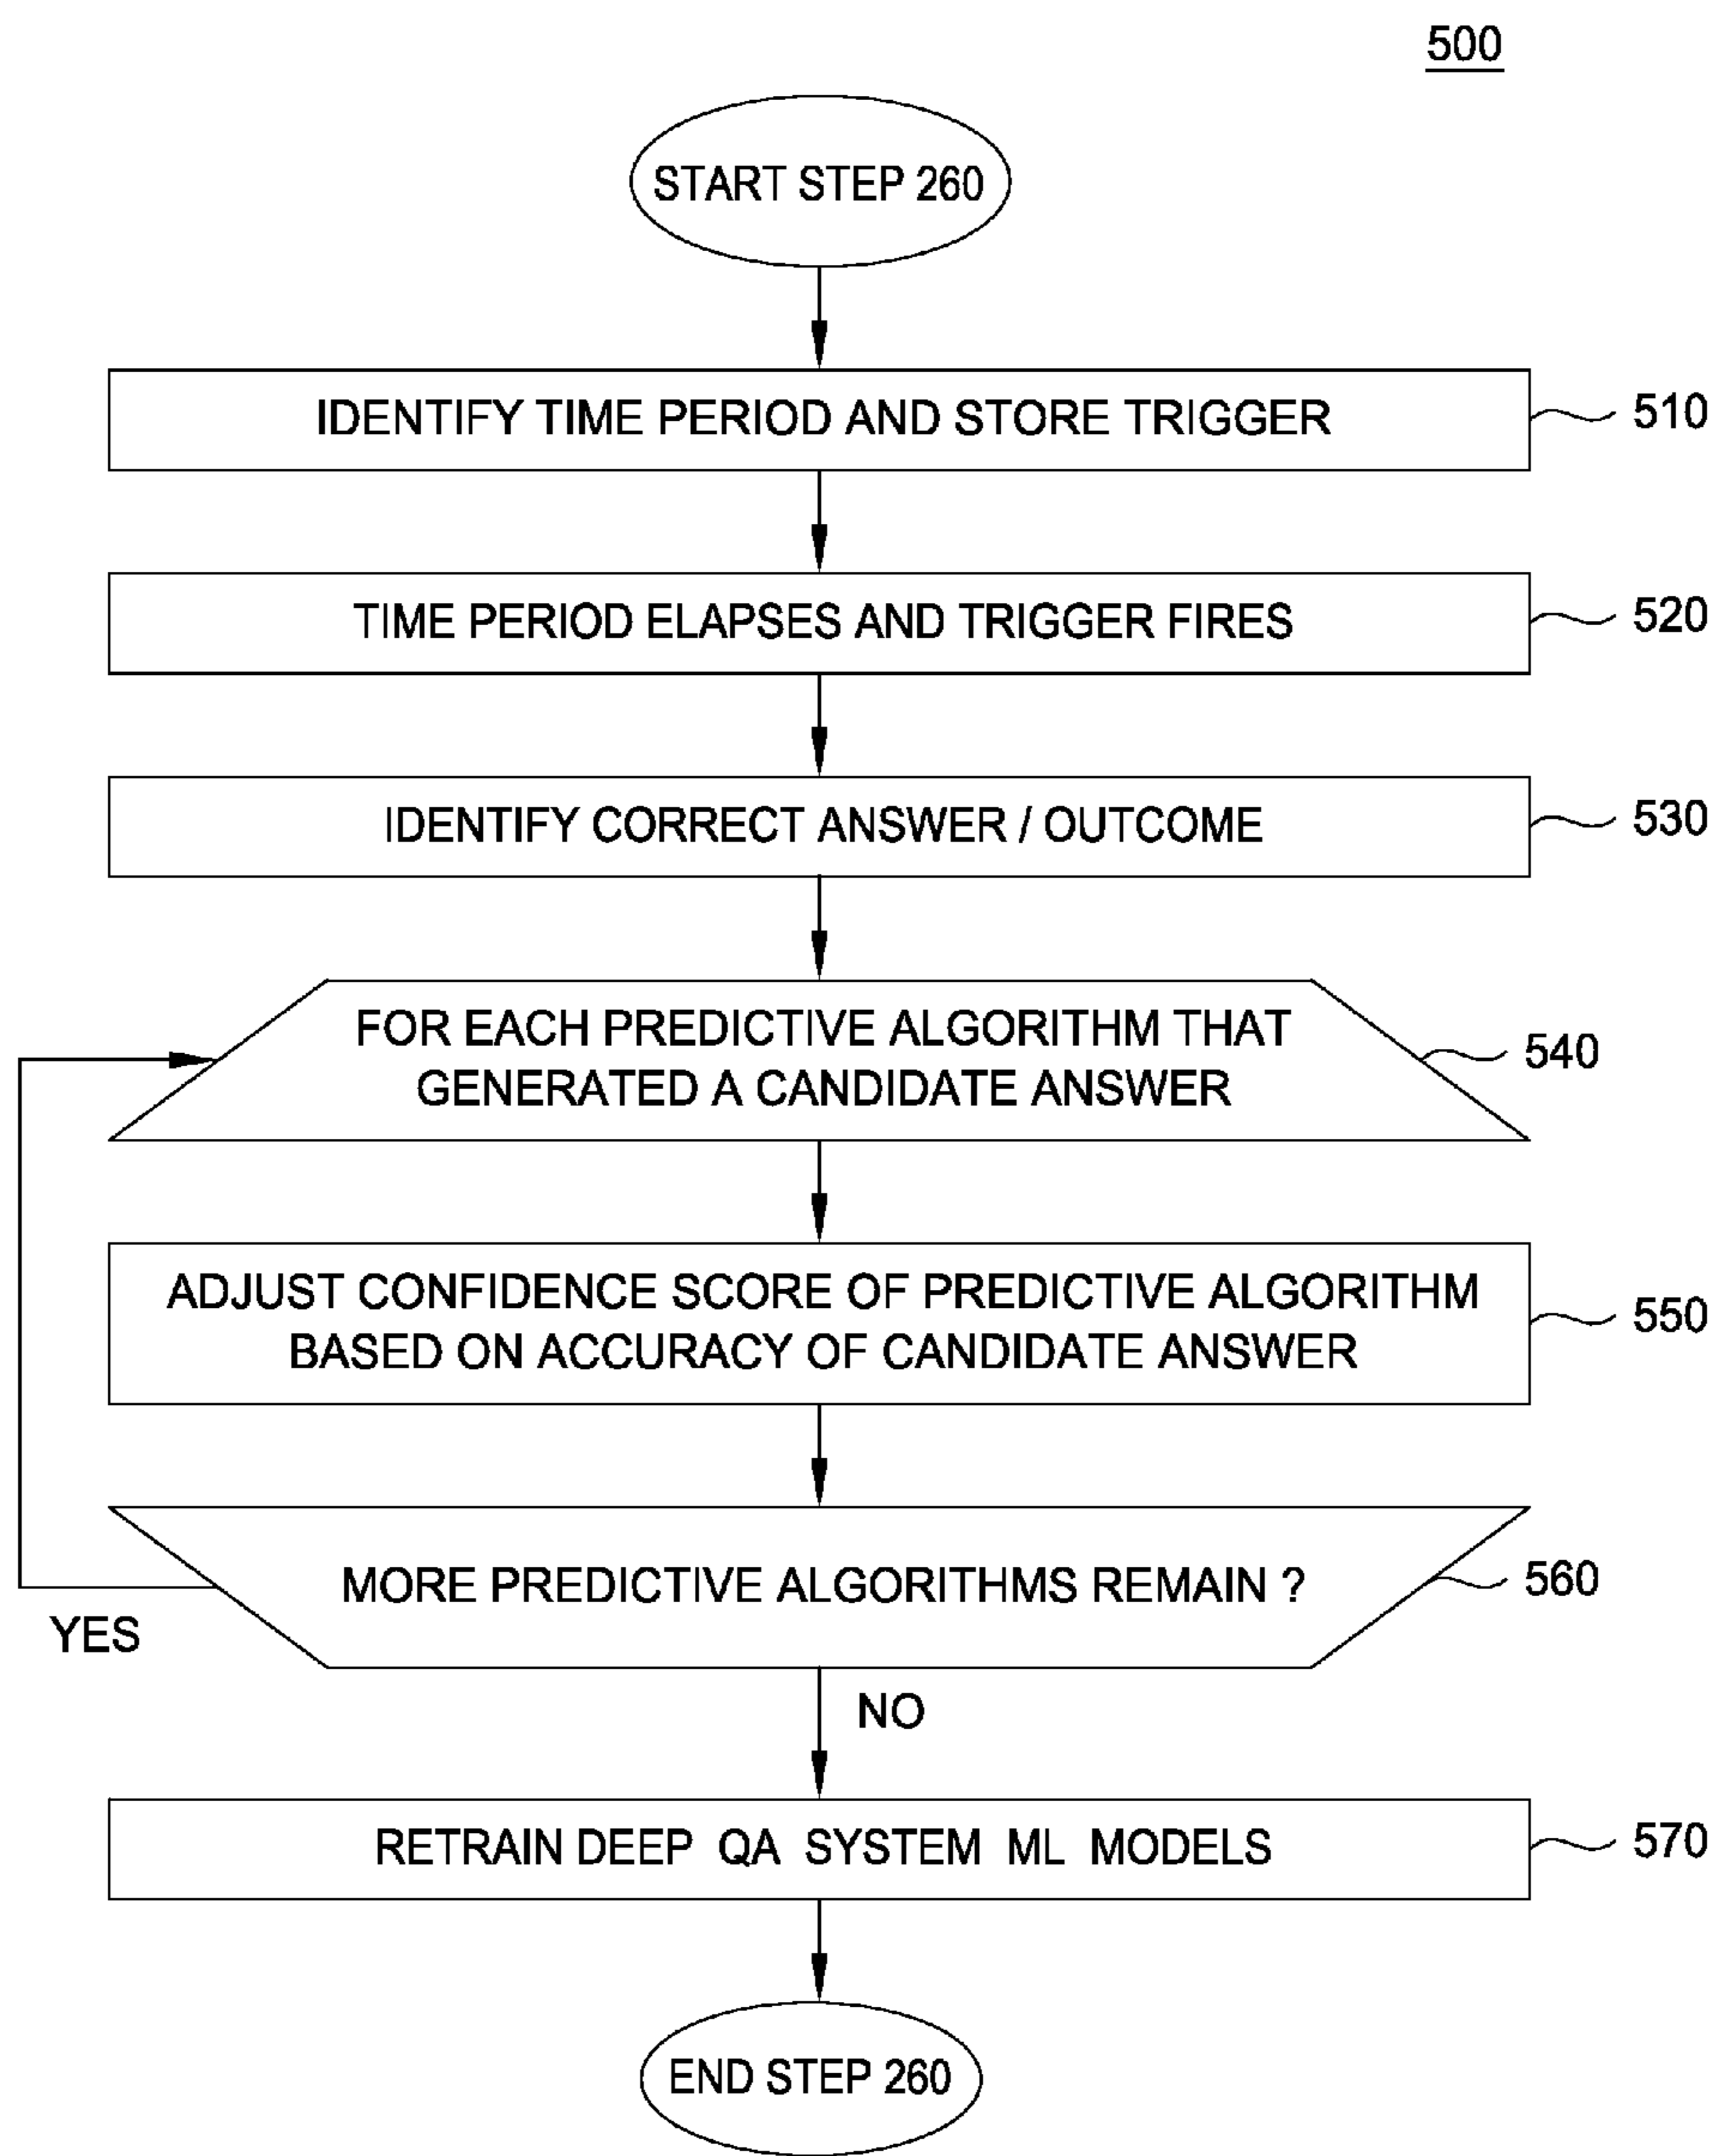 500
START STEP 260
IDENTIFY TIME PERIOD AND STORE TRIGGER
510
TIME PERIOD ELAPSES AND TRIGGER FIRES
520
IDENTIFY CORRECT ANSWER / OUTCOME
530
FOR EACH PREDICTIVE ALGORITHM THAT
GENERATED A CANDIDATE ANSWER
540
ADJUST CONFIDENCE SCORE OF PREDICTIVE ALGORITHM
BASED ON ACCURACY OF CANDIDATE ANSWER
550
MORE PREDICTIVE ALGORITHMS REMAIN ?
560
YES
NO
RETRAIN DEEP QA SYSTEM ML MODELS
570
END STEP 260